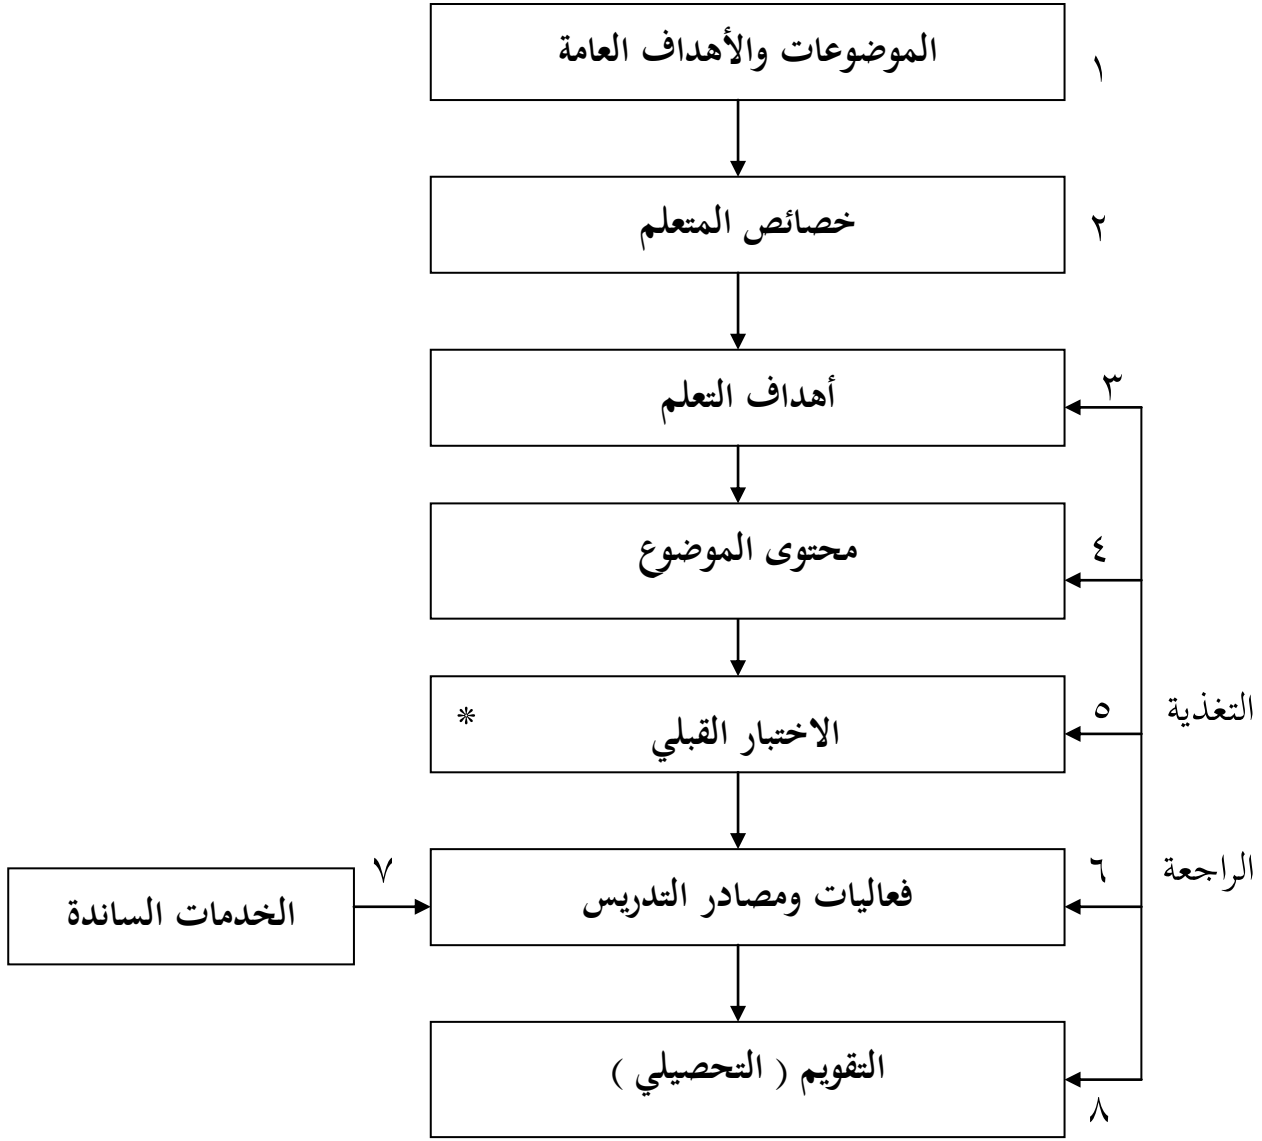 الموضوعات والأهداف العامة
١
خصائص المتعلم
٢
أهداف التعلم
٣
محتوى الموضوع
٤
الاختبار القبلي *
٥
التغذية
فعاليات ومصادر التدريس
٦
الراجعة
الخدمات الساندة
٧
التقويم ( التحصيلي )
٨